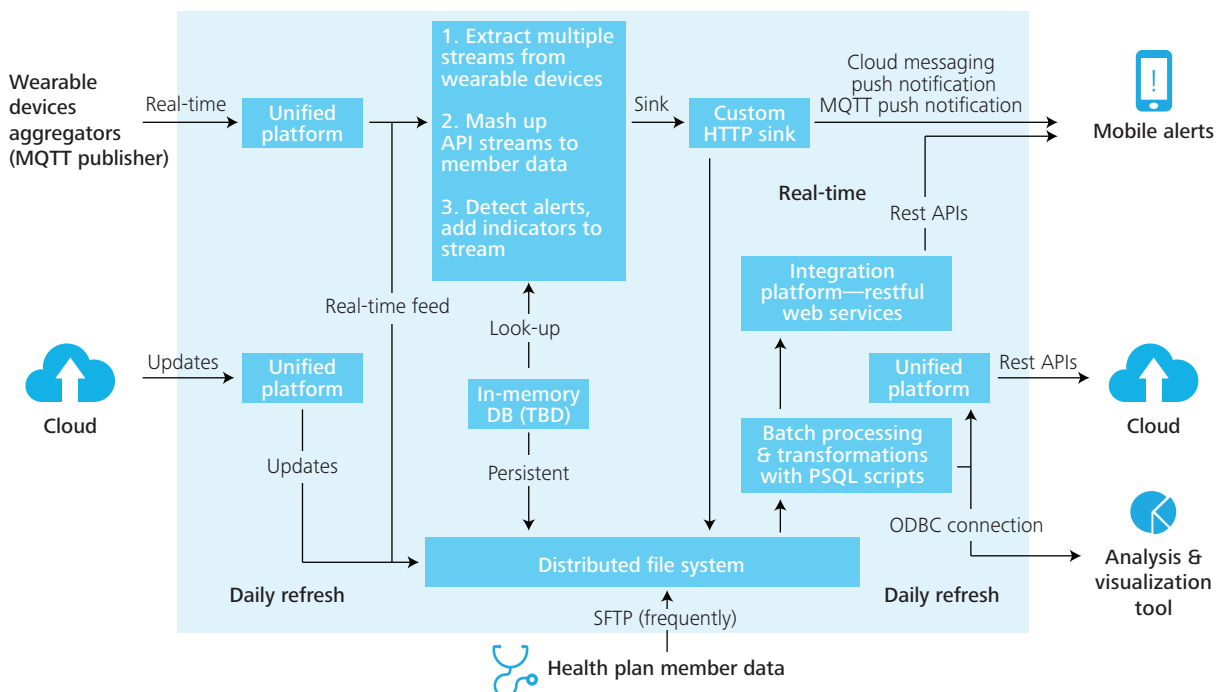 Wearable
devices
aggregators
(MQTT publisher)
Real-time
Unified
platform
1. Extract multiple
streams from
wearable devices
2. Mash up
API streams to
member data
3. Detect alerts,
add indicators to
stream
Sink
Custom
HTTP sink
Cloud messaging
push notification
MQTT push notification
!
Mobile alerts
Real-time
Rest APIs
Integration
platform—restful
web services
Real-time feed
Look-up
Updates
Cloud
Unified
platform
Updates
In-memory
DB (TBD)
Persistent
Unified
platform
Rest APIs
Cloud
Batch processing
& transformations
with PSQL scripts
ODBC connection
Analysis &
visualization
tool
Distributed file system
Daily refresh
Daily refresh
SFTP (frequently)
Health plan member data